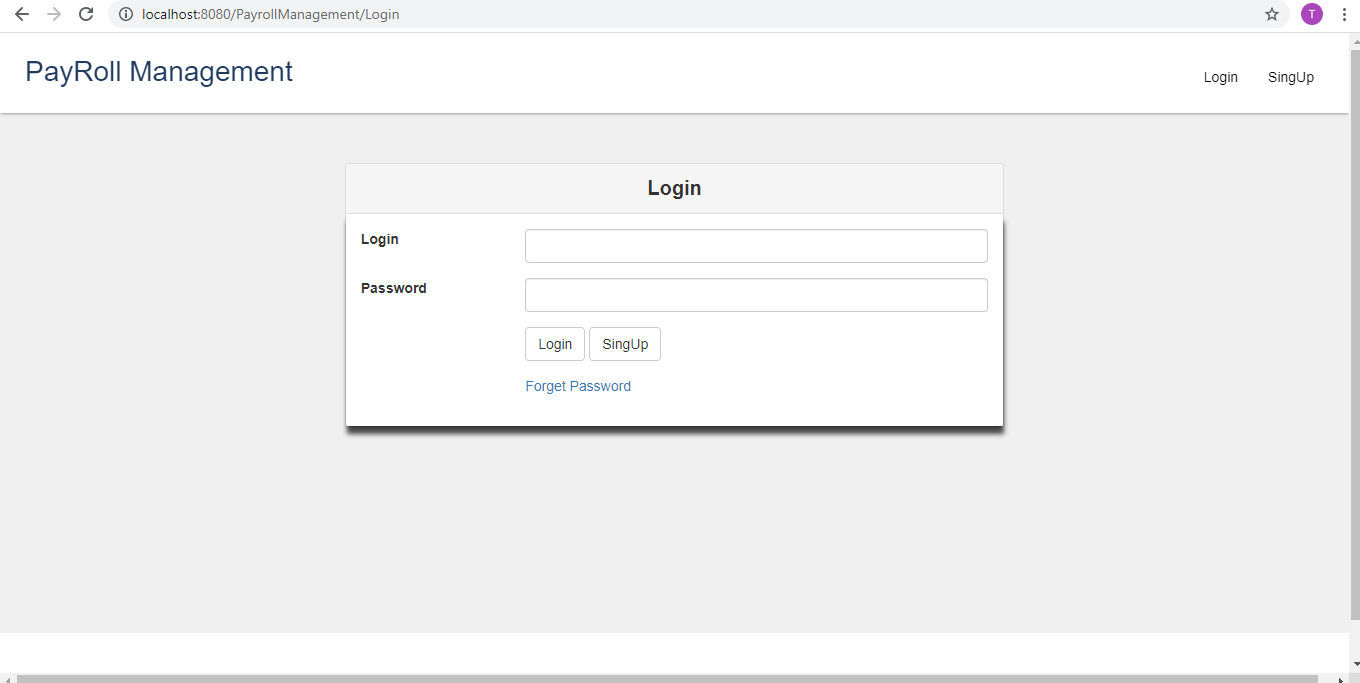 localhost:8080/PayrollManagement/Login
T
PayRoll Management
Login SingUp
Login
Login
Password
Login SingUp
Forget Password